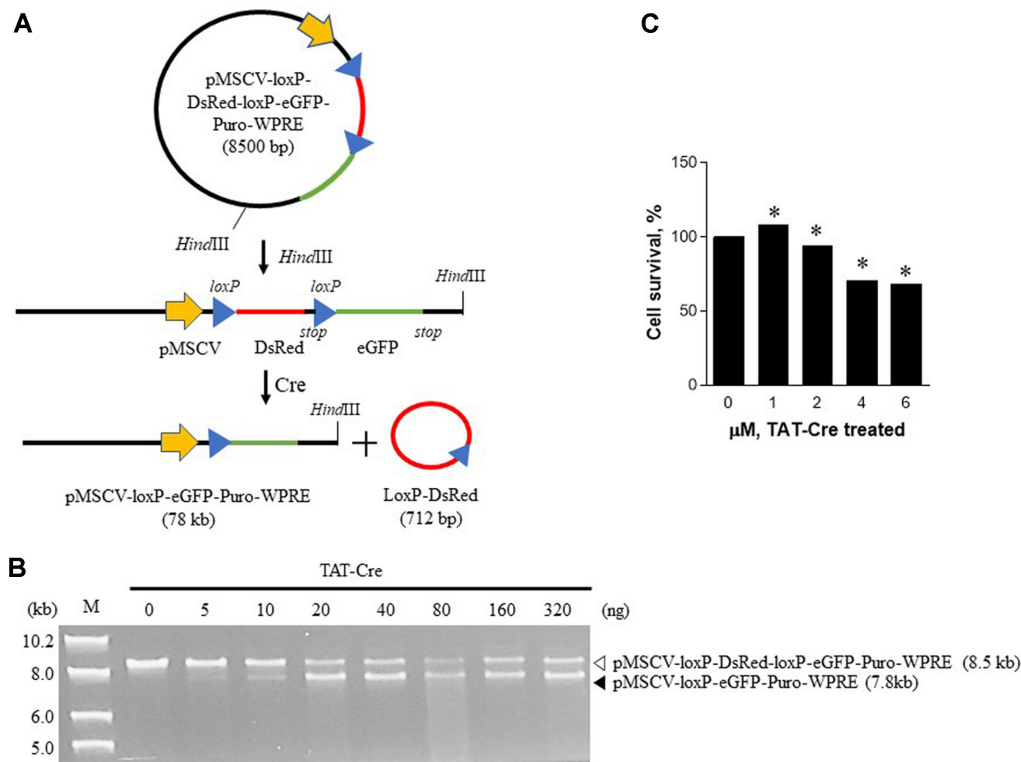 A
pMSCV-loxP-
DsRed-loxP-eGFP-
Puro-WPRE
(8500 bp)
HindIII
HindIII
HindIII
loxP
loxP
stop
stop
pMSCV
DsRed
eGFP
Cre
HindIII
+
pMSCV-loxP-eGFP-Puro-WPRE
(78 kb)
LoxP-DsRed
(712 bp)
B
TAT-Cre
(kb) M 0 5 10 20 40 80 160 320 (ng)
10.2
8.0
6.0
5.0
pMSCV-loxP-DsRed-loxP-eGFP-Puro-WPRE (8.5 kb)
pMSCV-loxP-eGFP-Puro-WPRE (7.8kb)
C
Cell survival, %
150
100
50
0
* * * *
0 1 2 4 6
μM, TAT-Cre treated